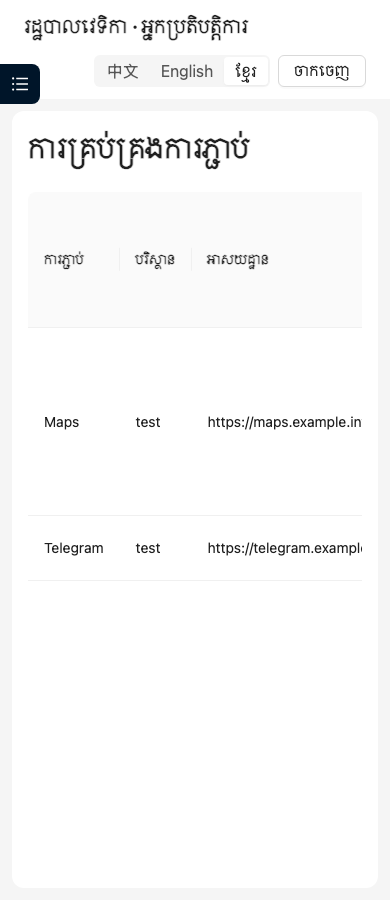 រដ្ឋបាលវេទិកា · អ្នកប្រតិបត្តិការ
中文 English ខ្មែរ ចាកចេញ
ការគ្រប់គ្រងការភ្ជាប់
ការភ្ជាប់ បរិស្ថាន អាសយដ្ឋាន
Maps test https://maps.example.in
Telegram test https://telegram.example